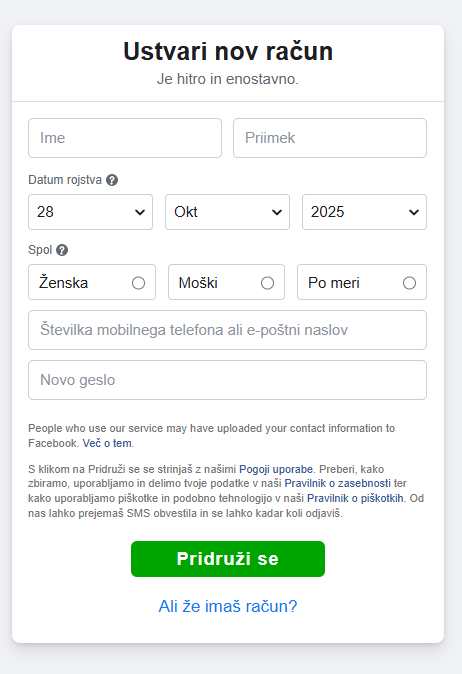 Ustvari nov račun
Je hitro in enostavno.
Ime
Priimek
Datum rojstva
28
Okt
2025
Spol
Ženska
Moški
Po meri
Številka mobilnega telefona ali e-poštni naslov
Novo geslo
People who use our service may have uploaded your contact information to
Facebook. Več o tem.
S klikom na Pridruži se se strinjaš z našimi Pogoji uporabe. Preberi, kako
zbiramo, uporabljamo in delimo tvoje podatke v naši Pravilnik o zasebnosti ter
kako uporabljamo piškotke in podobno tehnologijo v naši Pravilnik o piškotkih. Od
nas lahko prejemaš SMS obvestila in se lahko kadar koli odjaviš.
Pridruži se
Ali že imaš račun?